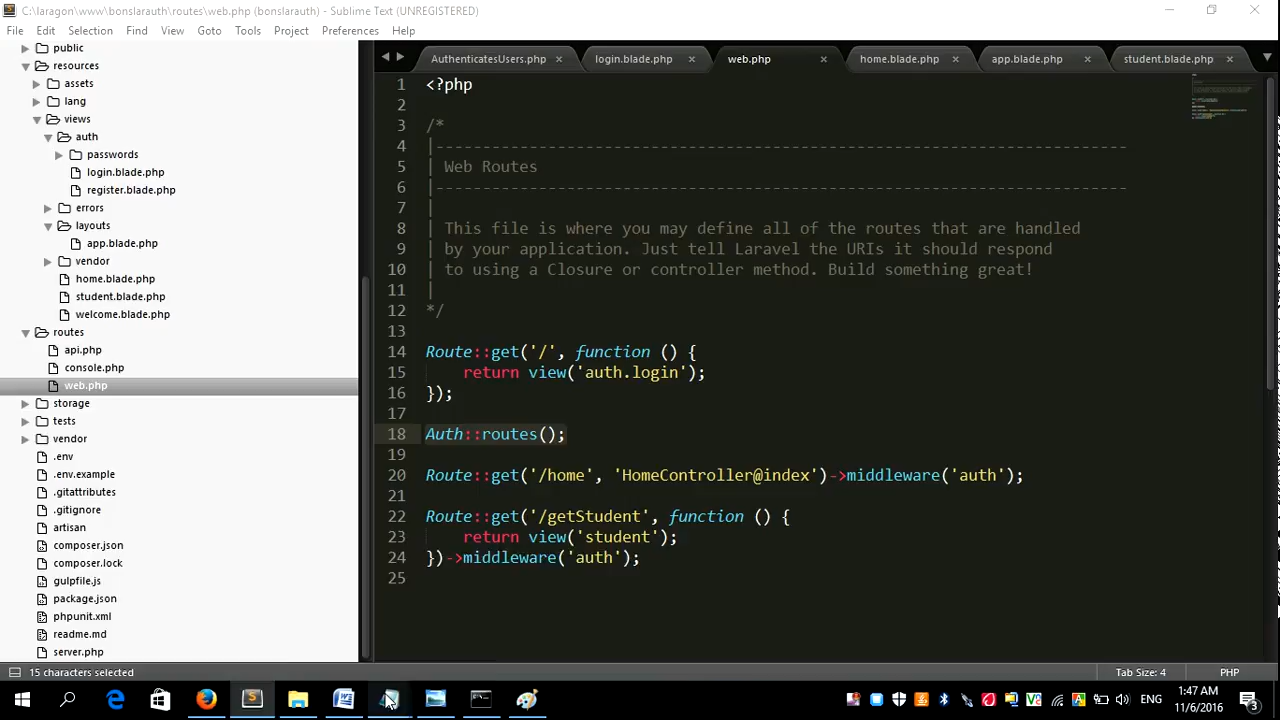 C:\laragon\www\bonslarauth\routes\web.php (bonslarauth) - Sublime Text (UNREGISTERED)
File Edit Selection Find View Goto Tools Project Preferences Help
public
resources
assets
lang
views
auth
passwords
login.blade.php
register.blade.php
errors
layouts
app.blade.php
vendor
home.blade.php
student.blade.php
welcome.blade.php
routes
api.php
console.php
web.php
storage
tests
vendor
.env
.env.example
.gitattributes
.gitignore
artisan
composer.json
composer.lock
gulpfile.js
package.json
phpunit.xml
readme.md
server.php
AuthenticatesUsers.php login.blade.php web.php home.blade.php app.blade.php student.blade.php
1 <?php
2
3 /*
4 |--------------------------------------------------------------------------
5 | Web Routes
6 |--------------------------------------------------------------------------
7 |
8 | This file is where you may define all of the routes that are handled
9 | by your application. Just tell Laravel the URIs it should respond
10 | to using a Closure or controller method. Build something great!
11 |
12 */
13
14 Route::get('/', function () {
15 return view('auth.login');
16 });
17
18 Auth::routes();
19
20 Route::get('/home', 'HomeController@index')->middleware('auth');
21
22 Route::get('/getStudent', function () {
23 return view('student');
24 })->middleware('auth');
25
15 characters selected Tab Size: 4 PHP
ENG 1:47 AM
11/6/2016
3